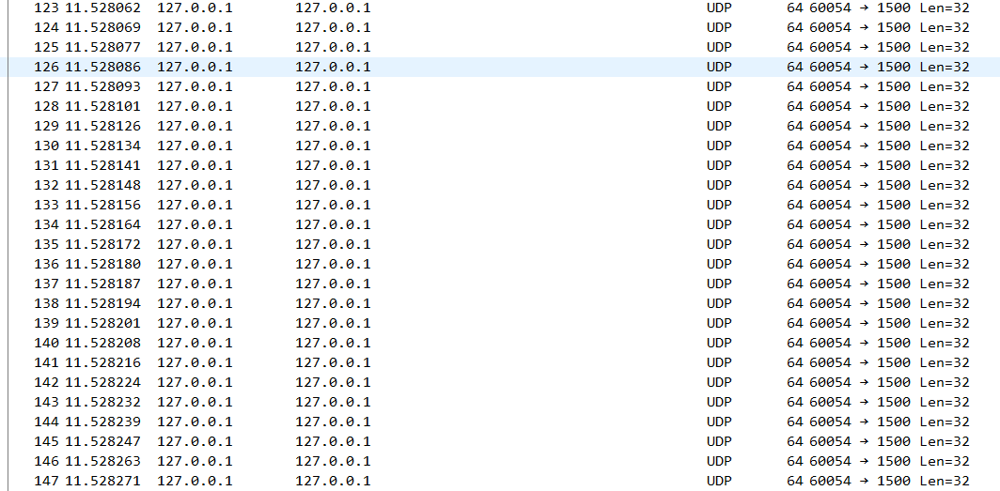 123 11.528062 127.0.0.1 127.0.0.1 UDP 64 60054 → 1500 Len=32
124 11.528069 127.0.0.1 127.0.0.1 UDP 64 60054 → 1500 Len=32
125 11.528077 127.0.0.1 127.0.0.1 UDP 64 60054 → 1500 Len=32
126 11.528086 127.0.0.1 127.0.0.1 UDP 64 60054 → 1500 Len=32
127 11.528093 127.0.0.1 127.0.0.1 UDP 64 60054 → 1500 Len=32
128 11.528101 127.0.0.1 127.0.0.1 UDP 64 60054 → 1500 Len=32
129 11.528126 127.0.0.1 127.0.0.1 UDP 64 60054 → 1500 Len=32
130 11.528134 127.0.0.1 127.0.0.1 UDP 64 60054 → 1500 Len=32
131 11.528141 127.0.0.1 127.0.0.1 UDP 64 60054 → 1500 Len=32
132 11.528148 127.0.0.1 127.0.0.1 UDP 64 60054 → 1500 Len=32
133 11.528156 127.0.0.1 127.0.0.1 UDP 64 60054 → 1500 Len=32
134 11.528164 127.0.0.1 127.0.0.1 UDP 64 60054 → 1500 Len=32
135 11.528172 127.0.0.1 127.0.0.1 UDP 64 60054 → 1500 Len=32
136 11.528180 127.0.0.1 127.0.0.1 UDP 64 60054 → 1500 Len=32
137 11.528187 127.0.0.1 127.0.0.1 UDP 64 60054 → 1500 Len=32
138 11.528194 127.0.0.1 127.0.0.1 UDP 64 60054 → 1500 Len=32
139 11.528201 127.0.0.1 127.0.0.1 UDP 64 60054 → 1500 Len=32
140 11.528208 127.0.0.1 127.0.0.1 UDP 64 60054 → 1500 Len=32
141 11.528216 127.0.0.1 127.0.0.1 UDP 64 60054 → 1500 Len=32
142 11.528224 127.0.0.1 127.0.0.1 UDP 64 60054 → 1500 Len=32
143 11.528232 127.0.0.1 127.0.0.1 UDP 64 60054 → 1500 Len=32
144 11.528239 127.0.0.1 127.0.0.1 UDP 64 60054 → 1500 Len=32
145 11.528247 127.0.0.1 127.0.0.1 UDP 64 60054 → 1500 Len=32
146 11.528263 127.0.0.1 127.0.0.1 UDP 64 60054 → 1500 Len=32
147 11.528271 127.0.0.1 127.0.0.1 UDP 64 60054 → 1500 Len=32